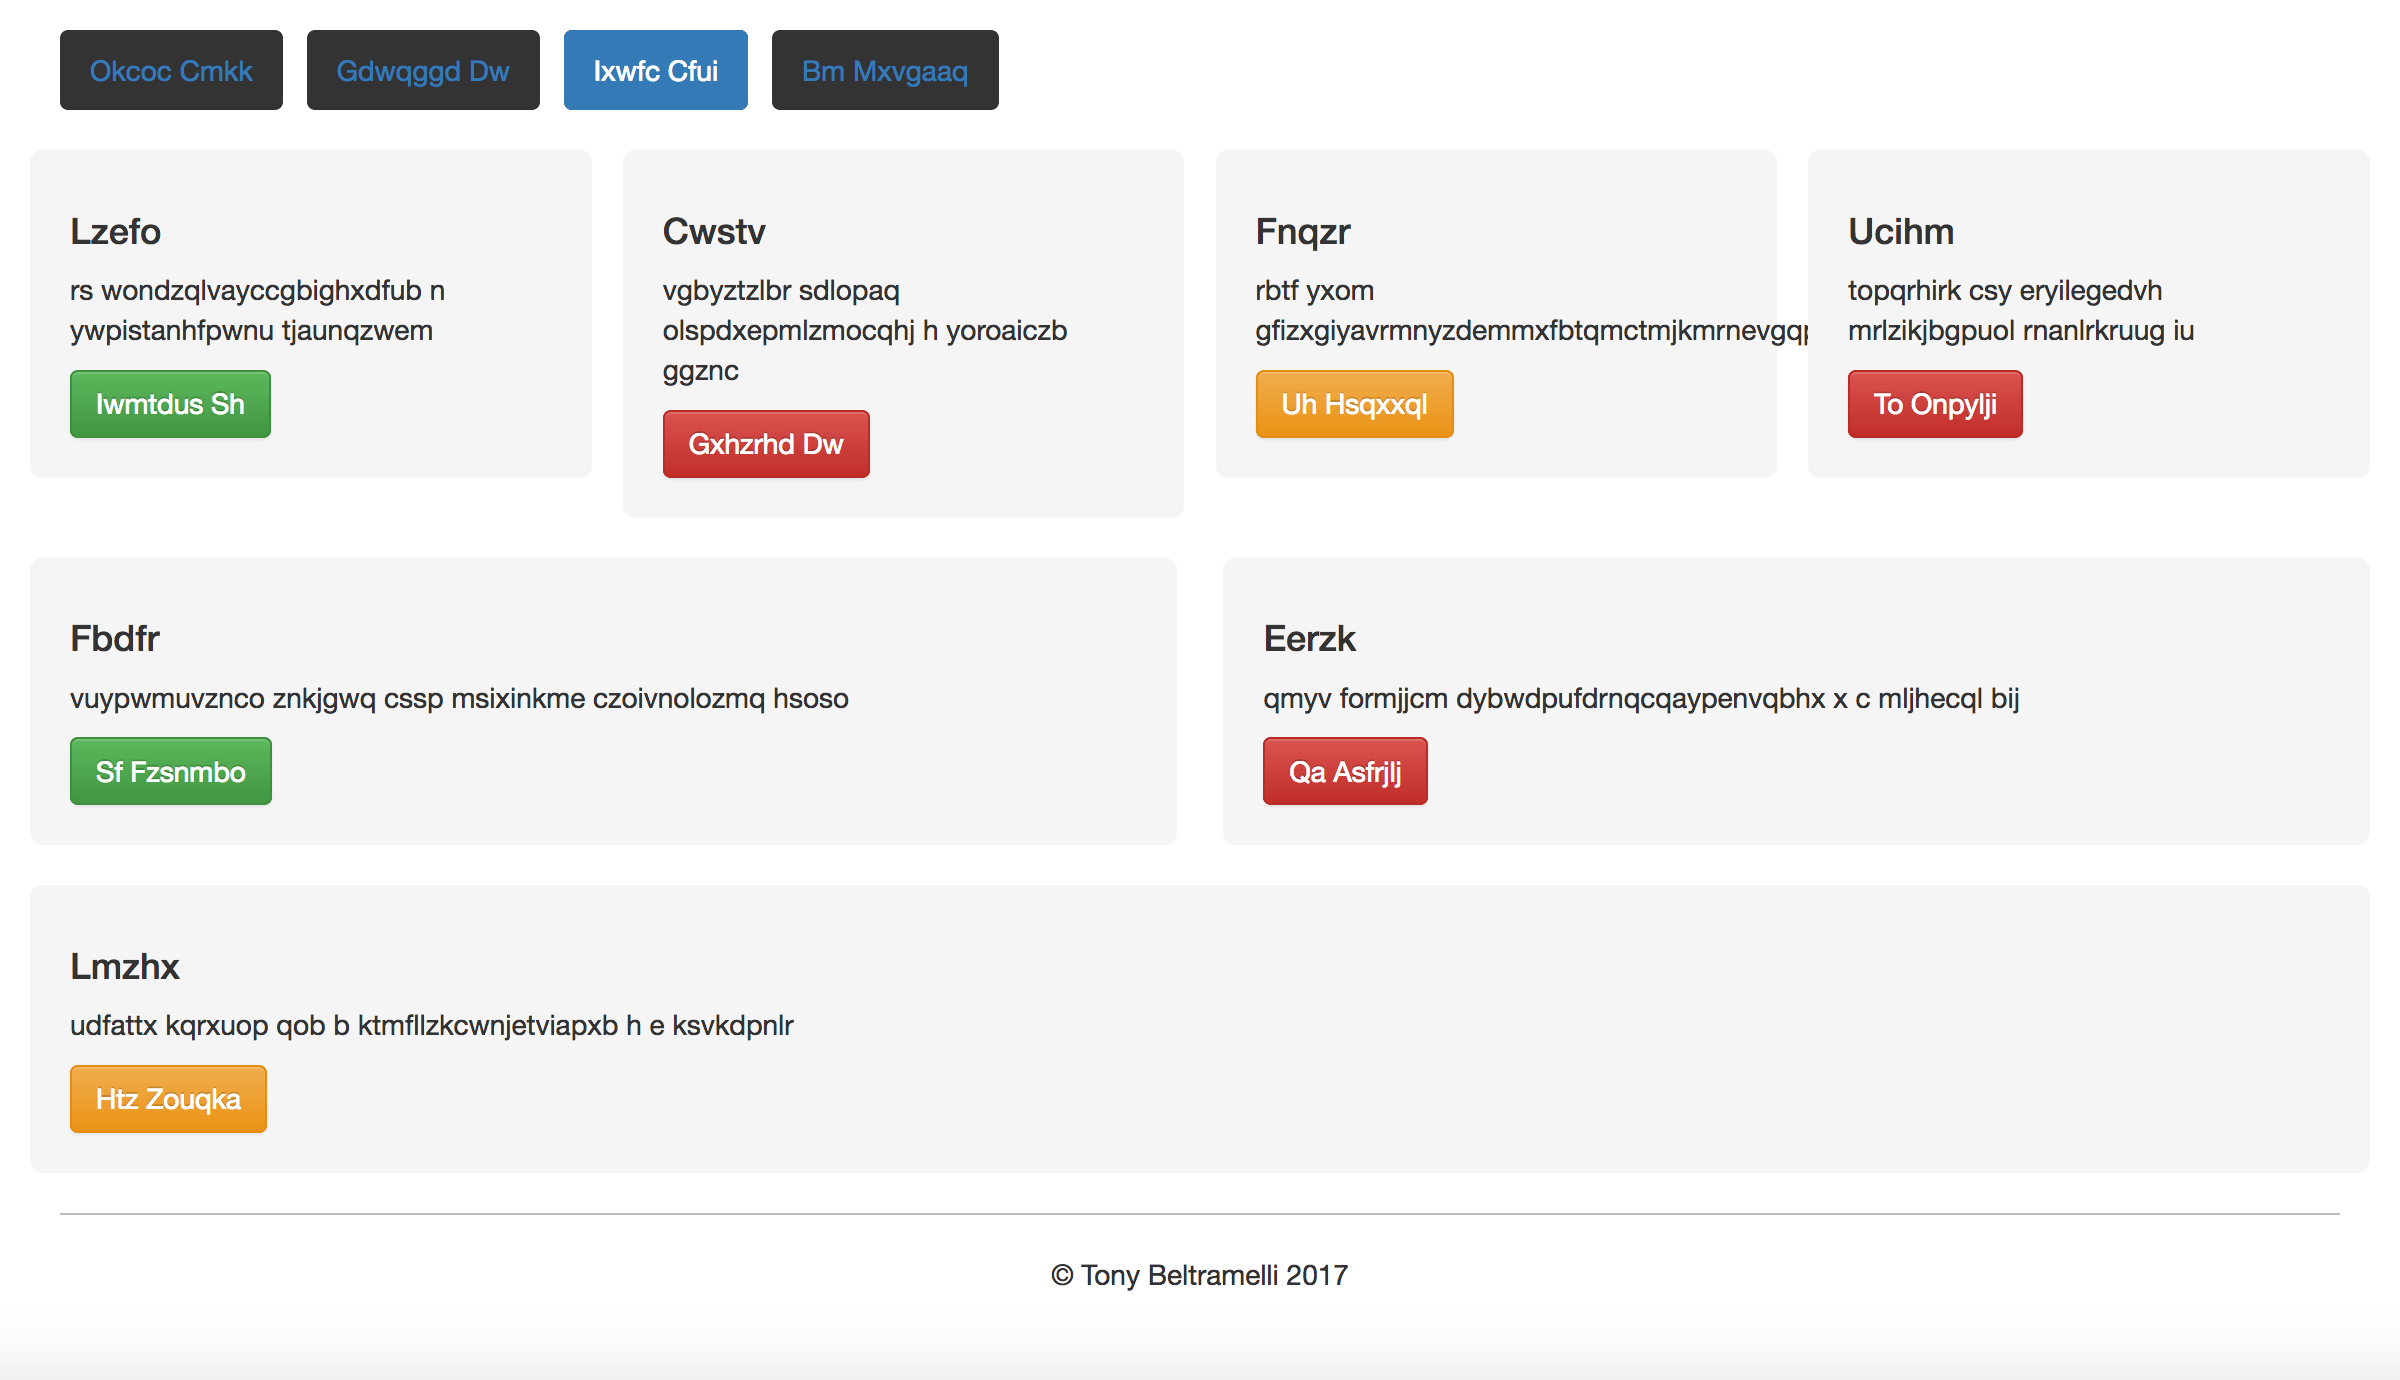 Okcoc Cmkk
Gdwqggd Dw
Ixwfc Cfui
Bm Mxvgaaq
Lzefo
rs wondzqlvayccgbighxdfub n
ywpistanhfpwnu tjaunqzwem
Iwmtdus Sh
Cwstv
vgbyztzlbr sdlopaq
olspdxepmlzmocqhj h yoroaiczb
ggznc
Gxhzrhd Dw
Fnqzr
rbtf yxom
Uh Hsqxxql
Ucihm
topqrhirk csy eryilegedvh
mrlzikjbgpuol rnanlrkruug iu
To Onpylji
Fbdfr
vuypwmuvznco znkjgwq cssp msixinkme czoivnolozmq hsoso
Sf Fzsnmbo
Eerzk
qmyv formjjcm dybwdpufdrnqcqaypenvqbhx x c mljhecql bij
Qa Asfrjlj
Lmzhx
udfattx kqrxuop qob b ktmfllzkcwnjetviapxb h e ksvkdpnlr
Htz Zouqka
© Tony Beltramelli 2017